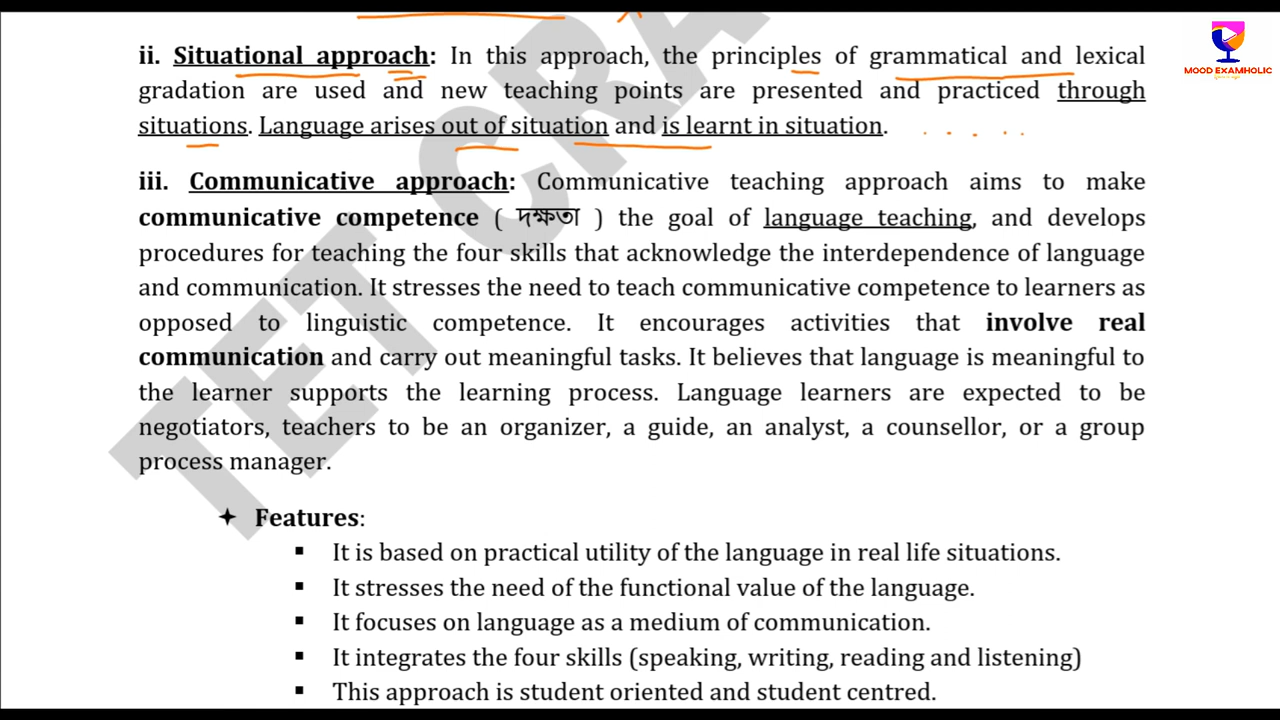 MOOD EXAMHOLIC
ii. Situational approach: In this approach, the principles of grammatical and lexical
gradation are used and new teaching points are presented and practiced through
situations. Language arises out of situation and is learnt in situation.
iii. Communicative approach: Communicative teaching approach aims to make
communicative competence ( দক্ষতা ) the goal of language teaching, and develops
procedures for teaching the four skills that acknowledge the interdependence of language
and communication. It stresses the need to teach communicative competence to learners as
opposed to linguistic competence. It encourages activities that involve real
communication and carry out meaningful tasks. It believes that language is meaningful to
the learner supports the learning process. Language learners are expected to be
negotiators, teachers to be an organizer, a guide, an analyst, a counsellor, or a group
process manager.
Features:
It is based on practical utility of the language in real life situations.
It stresses the need of the functional value of the language.
It focuses on language as a medium of communication.
It integrates the four skills (speaking, writing, reading and listening)
This approach is student oriented and student centred.
TET CRA